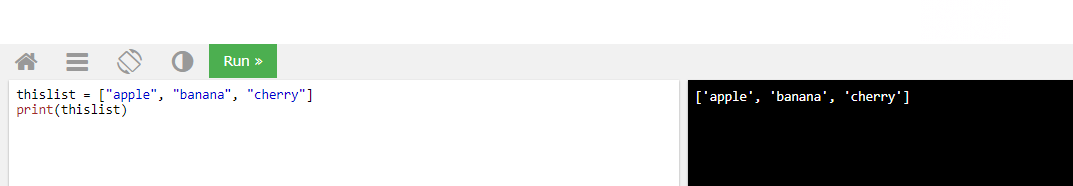 Run »
thislist = ["apple", "banana", "cherry"]
print(thislist)
['apple', 'banana', 'cherry']